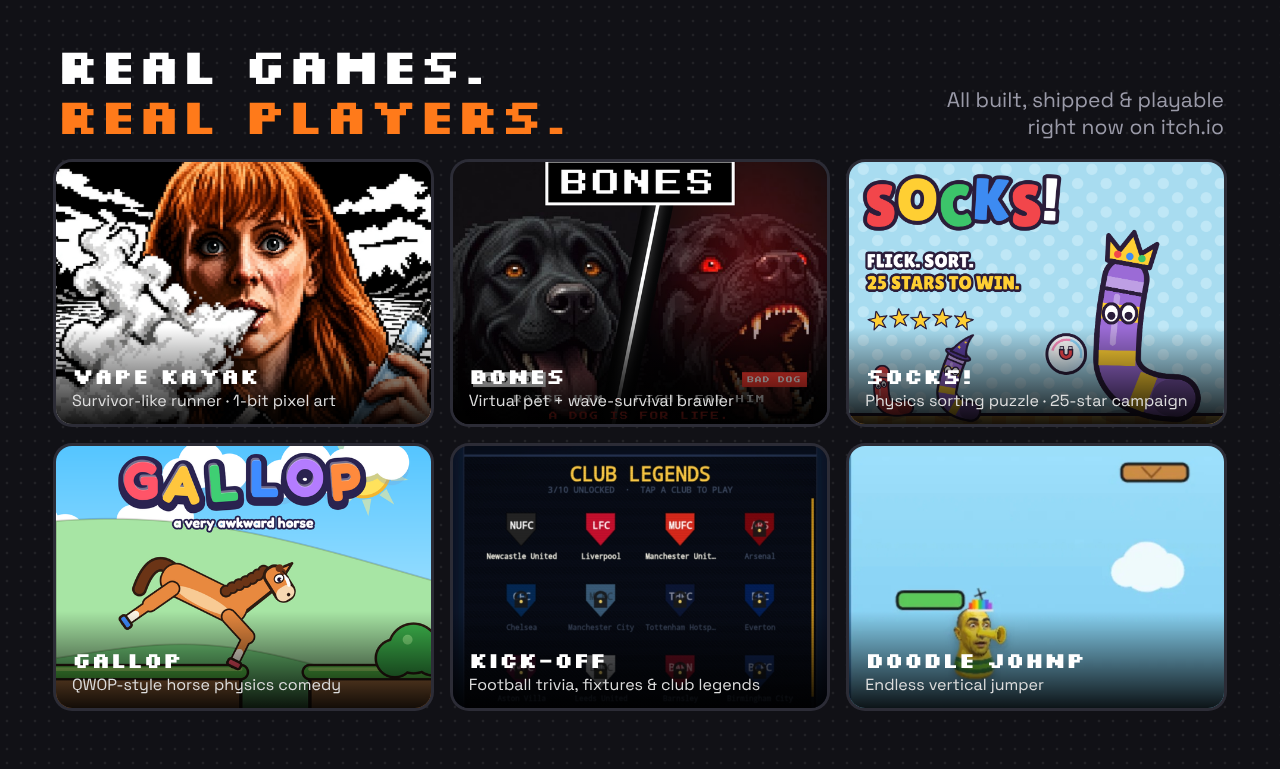 REAL GAMES.
REAL PLAYERS.
All built, shipped & playable
right now on itch.io
VAPE KAYAK
Survivor-like runner · 1-bit pixel art
BONES
BAD DOG
BONES
Virtual pet + wave-survival brawler
A DOG IS FOR LIFE.
SOCKS!
FLICK. SORT.
25 STARS TO WIN.
SOCKS!
Physics sorting puzzle · 25-star campaign
GALLOP
a very awkward horse
GALLOP
QWOP-style horse physics comedy
CLUB LEGENDS
3/10 UNLOCKED · TAP A CLUB TO PLAY
NUFC LFC MUFC
Newcastle United Liverpool Manchester Unit… Arsenal
Chelsea Manchester City Tottenham Hotsp… Everton
KICK-OFF
Football trivia, fixtures & club legends
DOODLE JOHNP
Endless vertical jumper